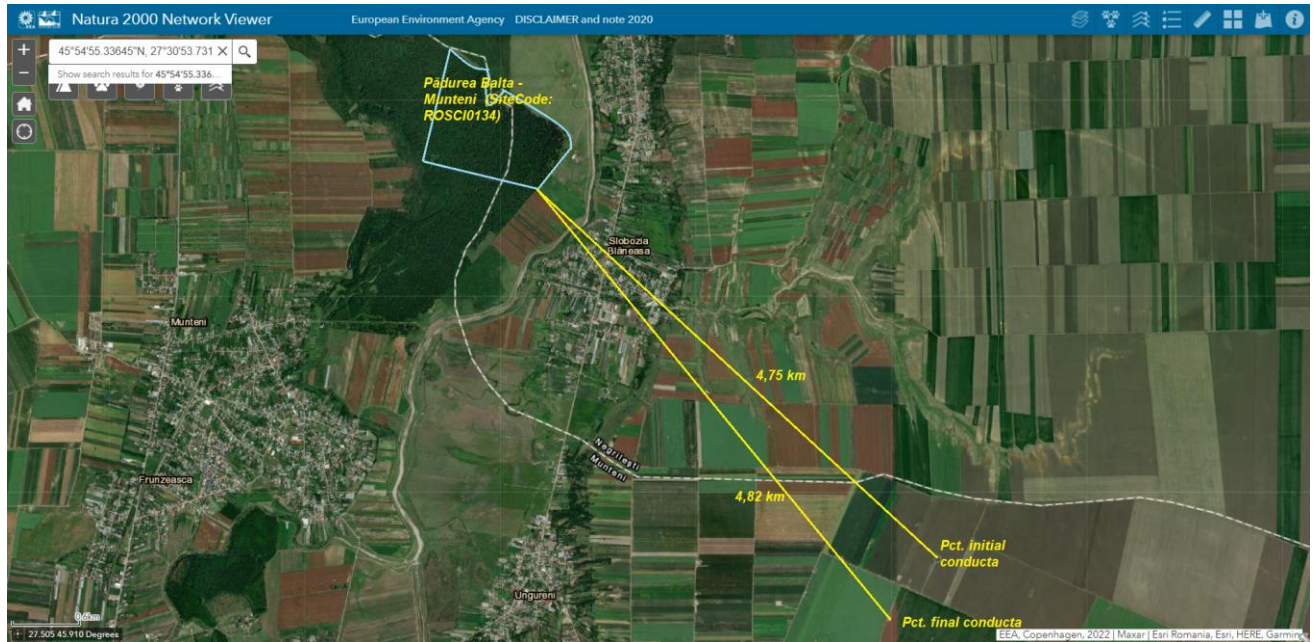 Natura 2000 Network Viewer
European Environment Agency DISCLAIMER and note 2020
45°54'55.33645"N, 27°30'53.731
Show search results for 45°54'55.336...
Pădurea Balta -
Munteni (SiteCode:
ROSCI0134)
Slobozia
Blăneasa
Munteni
4,75 km
Negrilești
Munteni
Frunzeasca
4,82 km
Pct. initial
conducta
Ungureni
Pct. final conducta
0.6km
27.505 45.910 Degrees
EEA, Copenhagen, 2022 | Maxar | Esri Romania, Esri, HERE, Garmin